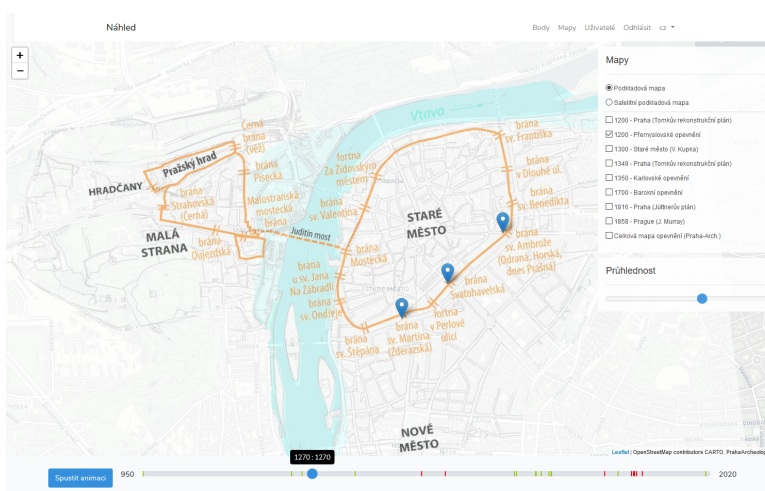 Náhled
Body Mapy Uživatelé Odhlásit cz
+
−
Mapy
Podkladová mapa
Satelitní podkladová mapa
1200 - Praha (Tomkův rekonstrukční plán)
1200 - Přemyslovské opevnění
1300 - Staré město (V. Kupka)
1349 - Praha (Tomkův rekonstrukční plán)
1350 - Karlovské opevnění
1700 - Barokní opevnění
1816 - Praha (Jüttnerův plán)
1858 - Prague (J. Murray)
Celková mapa opevnění (Praha-Arch.)
Průhlednost
Vltava
Černá
brána
(věž)
Pražský hrad
HRADČANY
brána
Písecká
brána
Strahovská
(Černá)
Malostranská
mostecká
brána
MALÁ
STRANA
brána
Oujezdská
Juditin most
fortna
Za Židovským
městem
brána
sv. Valentina
brána
sv. Františka
brána
v Dlouhé ul.
brána
sv. Benedikta
STARÉ
MĚSTO
brána
sv. Ambrože
(Odraná, Horská,
dnes Prašná)
brána
Mostecká
brána
u sv. Jana
Na Zábradlí
brána
sv. Ondřeje
STARÉ MĚSTO
brána
Svatohavelská
fortna
v Perlové
ulici
brána
sv. Štěpána
brána
sv. Martina
(Zderazská)
NOVÉ
MĚSTO
Leaflet | OpenStreetMap contributors CARTO, PrahaArcheolog
Spustit animaci
950
1270 : 1270
2020